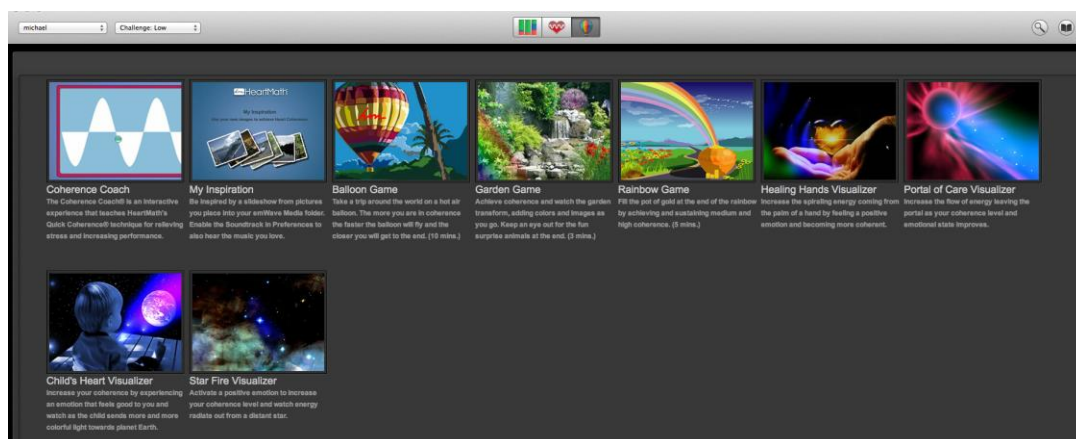 michael
Challenge: Low
Coherence Coach
The Coherence Coach® is an interactive
experience that teaches HeartMath's
Quick Coherence® technique for relieving
stress and increasing performance.
HeartMath
My Inspiration
Use your own images to achieve Heart Coherence
My Inspiration
Be inspired by a slideshow from pictures
you place into your emWave Media folder.
Enable the Soundtrack in Preferences to
also hear the music you love.
Balloon Game
Take a trip around the world on a hot air
balloon. The more you are in coherence
the faster the balloon will fly and the
closer you will get to the end. (10 mins.)
Garden Game
Achieve coherence and watch the garden
transform, adding colors and images as
you go. Keep an eye out for the fun
surprise animals at the end. (3 mins.)
Rainbow Game
Fill the pot of gold at the end of the rainbow
by achieving and sustaining medium and
high coherence. (5 mins.)
Healing Hands Visualizer
Increase the spiraling energy coming from
the palm of a hand by feeling a positive
emotion and becoming more coherent.
Portal of Care Visualizer
Increase the flow of energy leaving the
portal as your coherence level and
emotional state improves.
Child's Heart Visualizer
Increase your coherence by experiencing
an emotion that feels good to you and
watch as the child sends more and more
colorful light towards planet Earth.
Star Fire Visualizer
Activate a positive emotion to increase
your coherence level and watch energy
radiate out from a distant star.